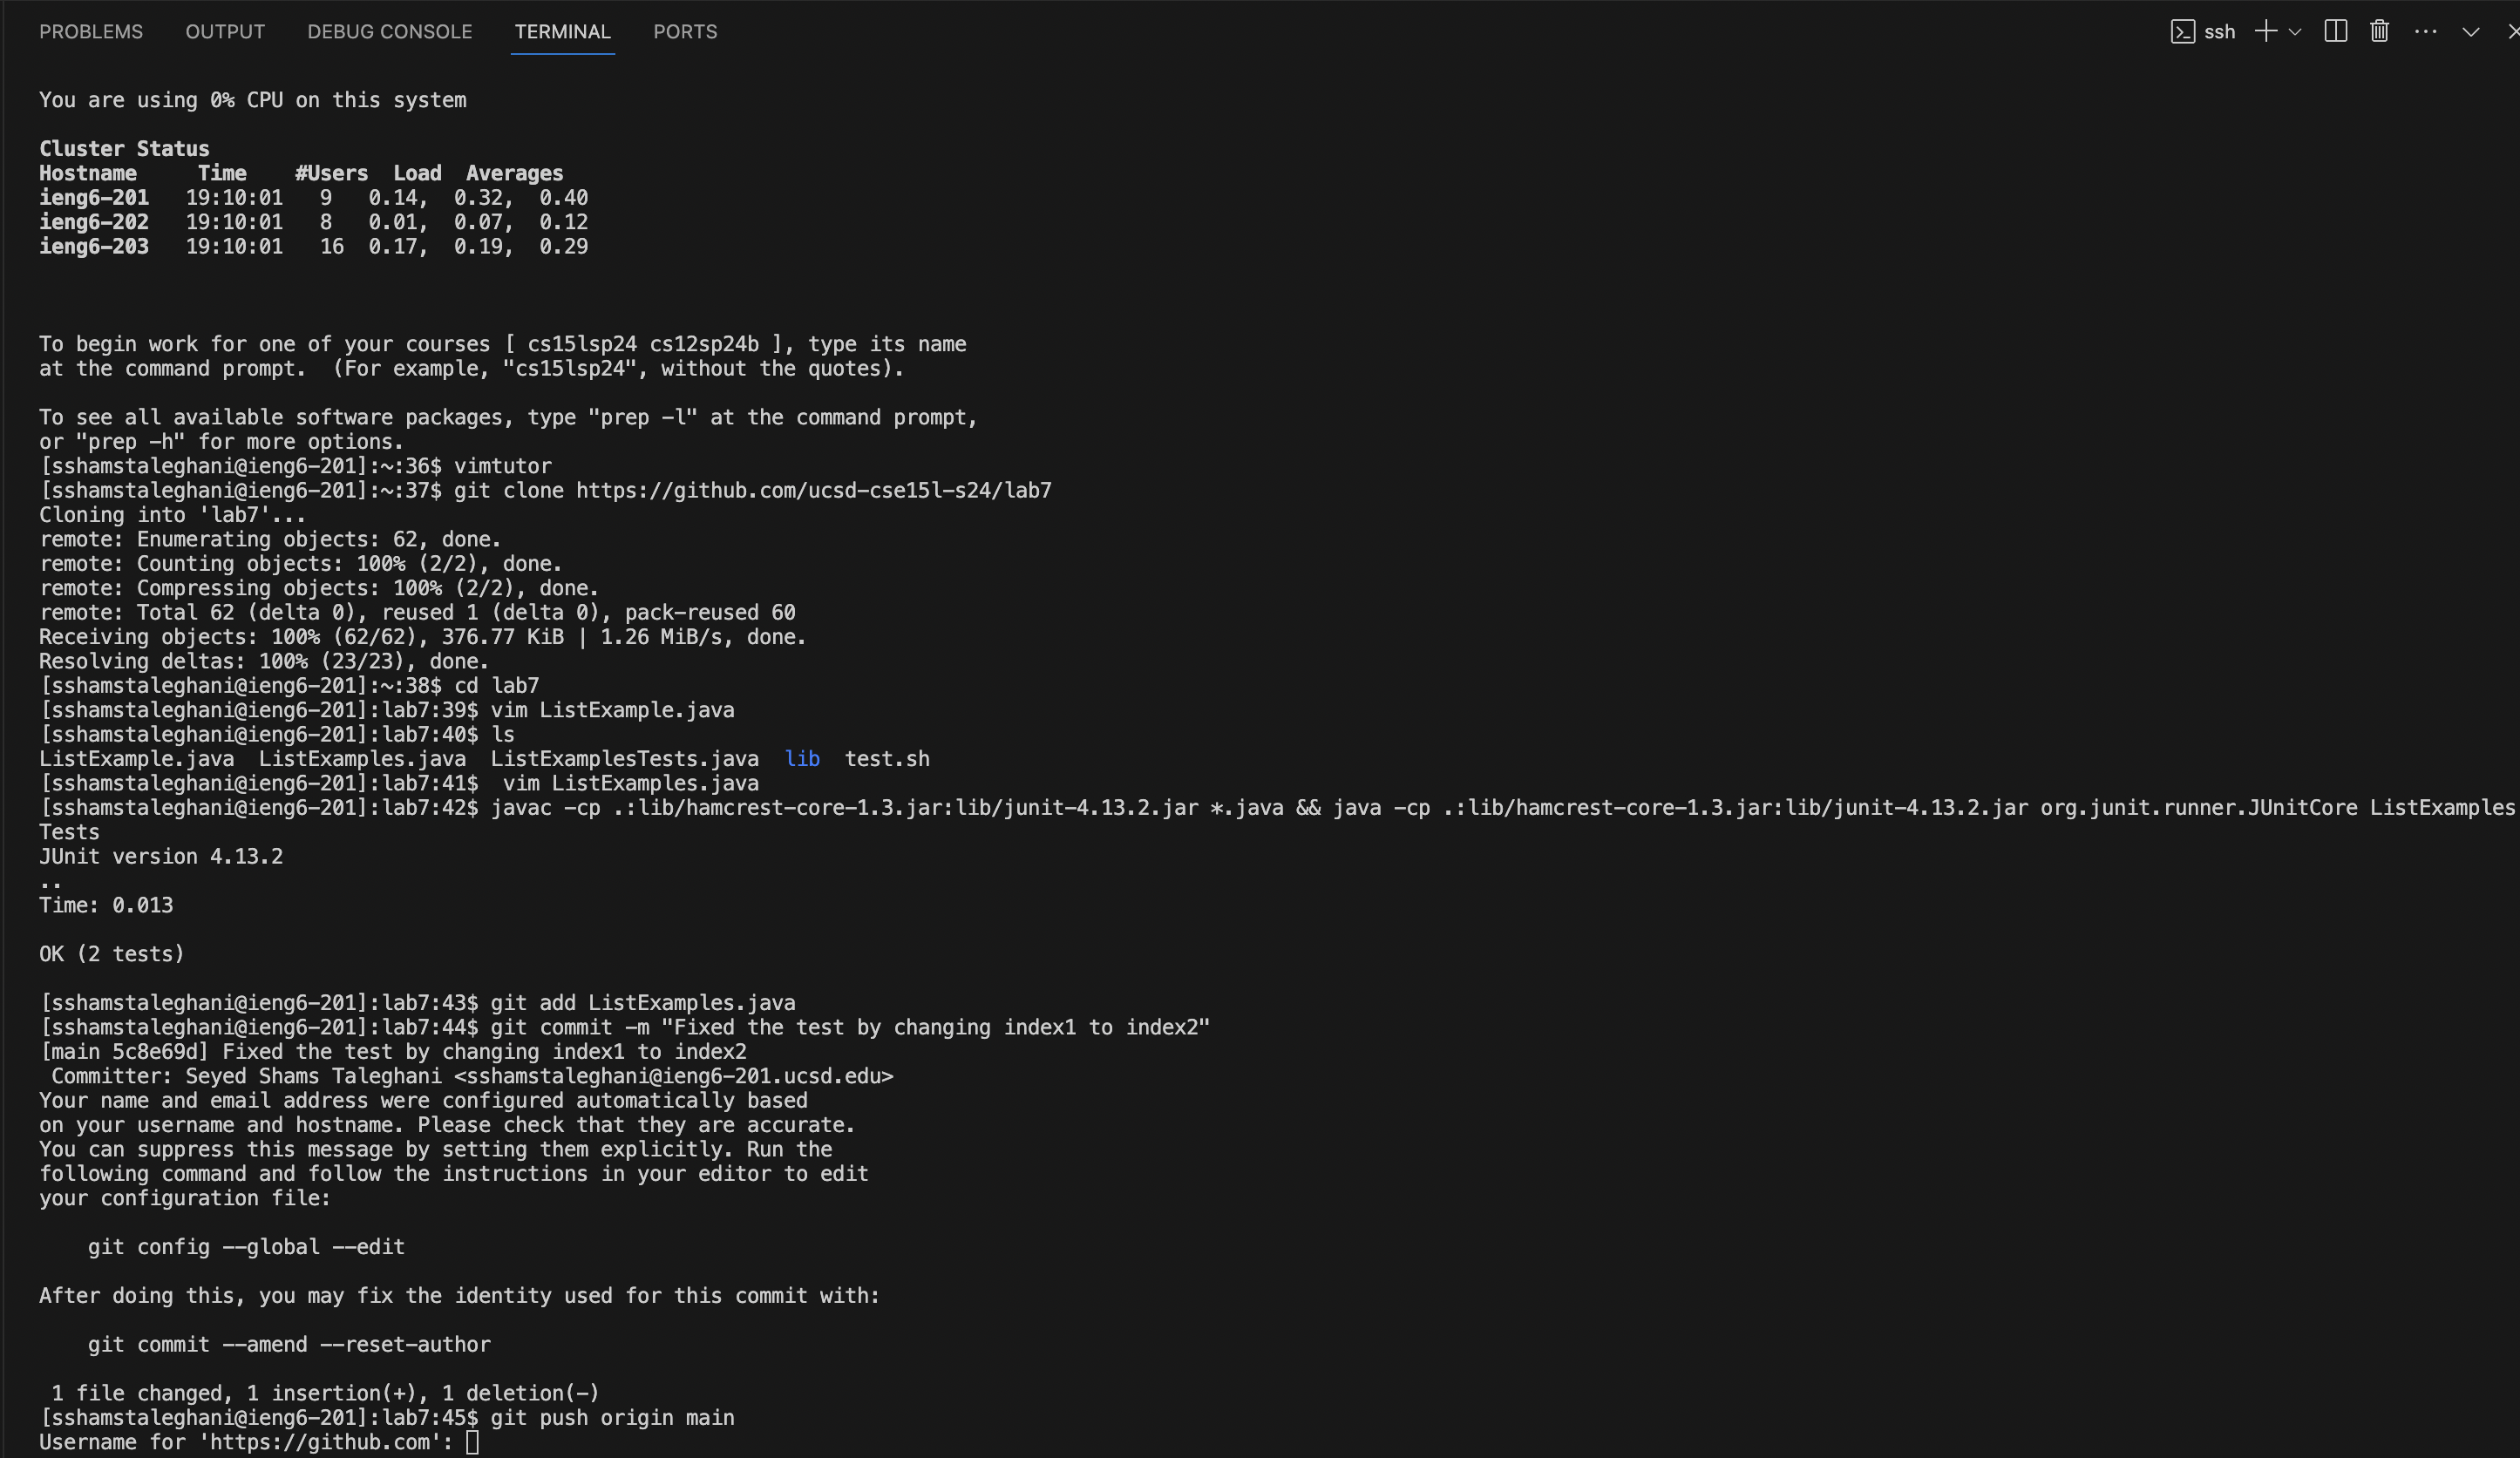 PROBLEMS OUTPUT DEBUG CONSOLE TERMINAL PORTS ssh
You are using 0% CPU on this system
Cluster Status
Hostname Time #Users Load Averages
ieng6-201 19:10:01 9 0.14, 0.32, 0.40
ieng6-202 19:10:01 8 0.01, 0.07, 0.12
ieng6-203 19:10:01 16 0.17, 0.19, 0.29
To begin work for one of your courses [ cs15lsp24 cs12sp24b ], type its name
at the command prompt. (For example, "cs15lsp24", without the quotes).
To see all available software packages, type "prep -l" at the command prompt,
or "prep -h" for more options.
[sshamstaleghani@ieng6-201]:~:36$ vimtutor
[sshamstaleghani@ieng6-201]:~:37$ git clone https://github.com/ucsd-cse15l-s24/lab7
Cloning into 'lab7'...
remote: Enumerating objects: 62, done.
remote: Counting objects: 100% (2/2), done.
remote: Compressing objects: 100% (2/2), done.
remote: Total 62 (delta 0), reused 1 (delta 0), pack-reused 60
Receiving objects: 100% (62/62), 376.77 KiB | 1.26 MiB/s, done.
Resolving deltas: 100% (23/23), done.
[sshamstaleghani@ieng6-201]:~:38$ cd lab7
[sshamstaleghani@ieng6-201]:lab7:39$ vim ListExample.java
[sshamstaleghani@ieng6-201]:lab7:40$ ls
ListExample.java ListExamples.java ListExamplesTests.java lib test.sh
[sshamstaleghani@ieng6-201]:lab7:41$  vim ListExamples.java
[sshamstaleghani@ieng6-201]:lab7:42$ javac -cp .:lib/hamcrest-core-1.3.jar:lib/junit-4.13.2.jar *.java && java -cp .:lib/hamcrest-core-1.3.jar:lib/junit-4.13.2.jar org.junit.runner.JUnitCore ListExamples
Tests
JUnit version 4.13.2
..
Time: 0.013
OK (2 tests)
[sshamstaleghani@ieng6-201]:lab7:43$ git add ListExamples.java
[sshamstaleghani@ieng6-201]:lab7:44$ git commit -m "Fixed the test by changing index1 to index2"
[main 5c8e69d] Fixed the test by changing index1 to index2
Committer: Seyed Shams Taleghani <sshamstaleghani@ieng6-201.ucsd.edu>
Your name and email address were configured automatically based
on your username and hostname. Please check that they are accurate.
You can suppress this message by setting them explicitly. Run the
following command and follow the instructions in your editor to edit
your configuration file:
git config --global --edit
After doing this, you may fix the identity used for this commit with:
git commit --amend --reset-author
1 file changed, 1 insertion(+), 1 deletion(-)
[sshamstaleghani@ieng6-201]:lab7:45$ git push origin main
Username for 'https://github.com':